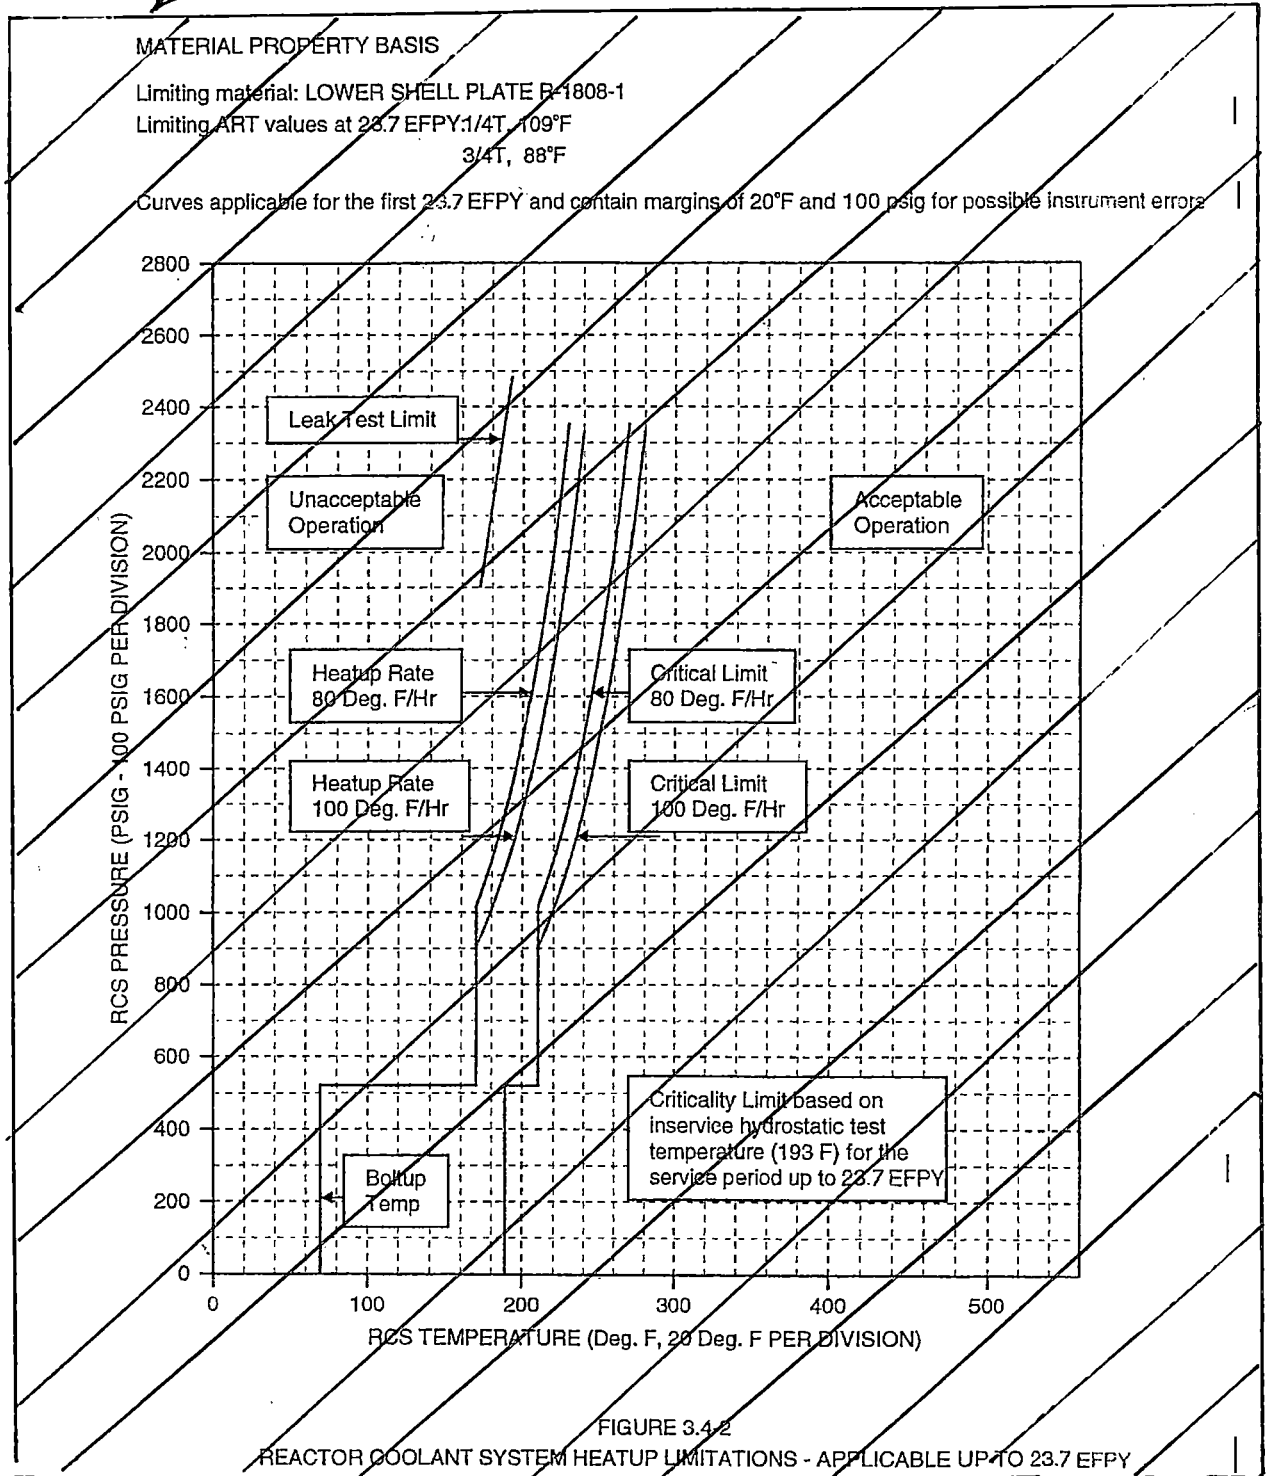 MATERIAL PROPERTY BASIS
Limiting material: LOWER SHELL PLATE R-1808-1
Limiting ART values at 23.7 EFPY:1/4T, 109°F
3/4T, 88°F
Curves applicable for the first 23.7 EFPY and contain margins of 20°F and 100 psig for possible instrument errors
2800
2600
2400
2200
2000
1800
1600
1400
1200
1000
800
600
400
200
0
RCS PRESSURE (PSIG - 100 PSIG PER DIVISION)
Leak Test Limit
Unacceptable
Operation
Acceptable
Operation
Heatup Rate
80 Deg. F/Hr
Critical Limit
80 Deg. F/Hr
Heatup Rate
100 Deg. F/Hr
Critical Limit
100 Deg. F/Hr
Criticality Limit based on
inservice hydrostatic test
temperature (193 F) for the
service period up to 23.7 EFPY
Boltup
Temp
0 100 200 300 400 500
RCS TEMPERATURE (Deg. F, 20 Deg. F PER DIVISION)
FIGURE 3.4-2
REACTOR COOLANT SYSTEM HEATUP LIMITATIONS - APPLICABLE UP TO 23.7 EFPY